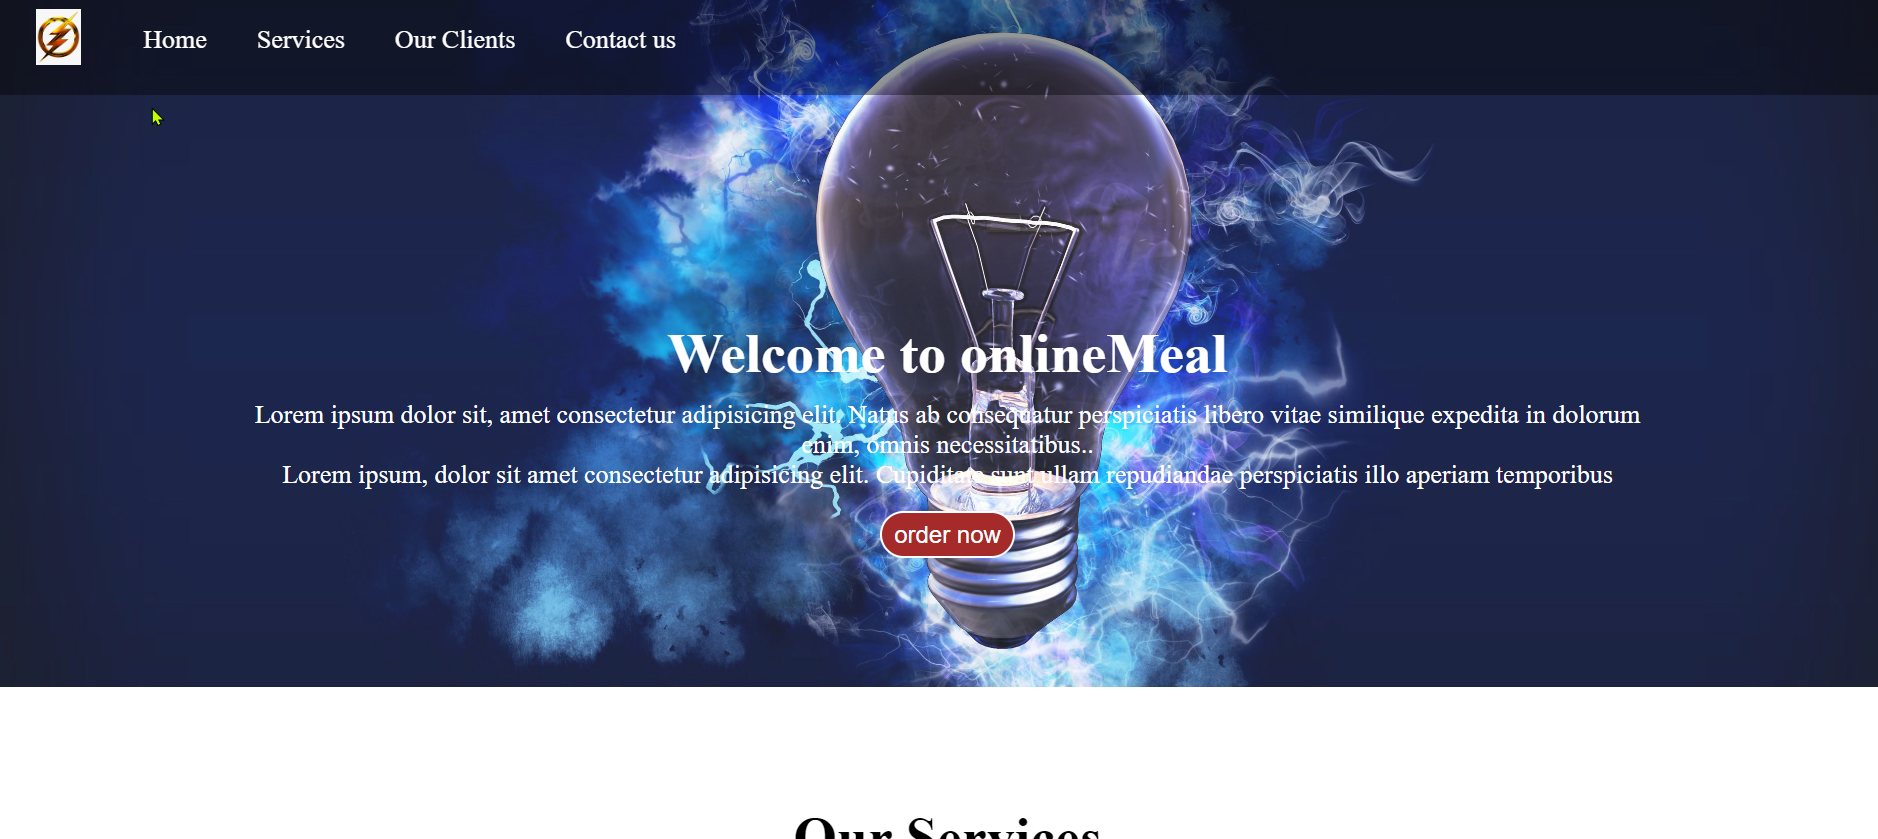 Home Services Our Clients Contact us
Welcome to onlineMeal
Lorem ipsum dolor sit, amet consectetur adipisicing elit. Natus ab consequatur perspiciatis libero vitae similique expedita in dolorum
enim, omnis necessitatibus..
Lorem ipsum, dolor sit amet consectetur adipisicing elit. Cupiditate sunt ullam repudiandae perspiciatis illo aperiam temporibus
order now
Our Services